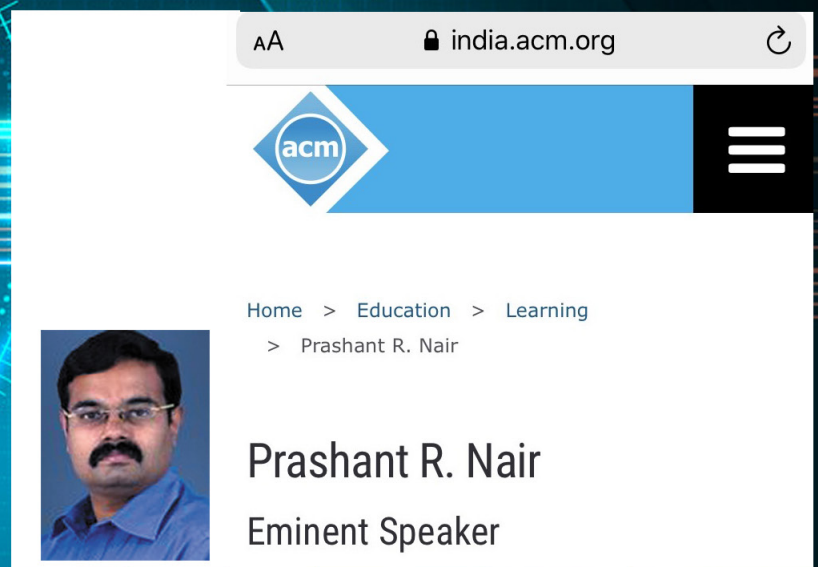 AA india.acm.org
acm
Home > Education > Learning
> Prashant R. Nair
Prashant R. Nair
Eminent Speaker